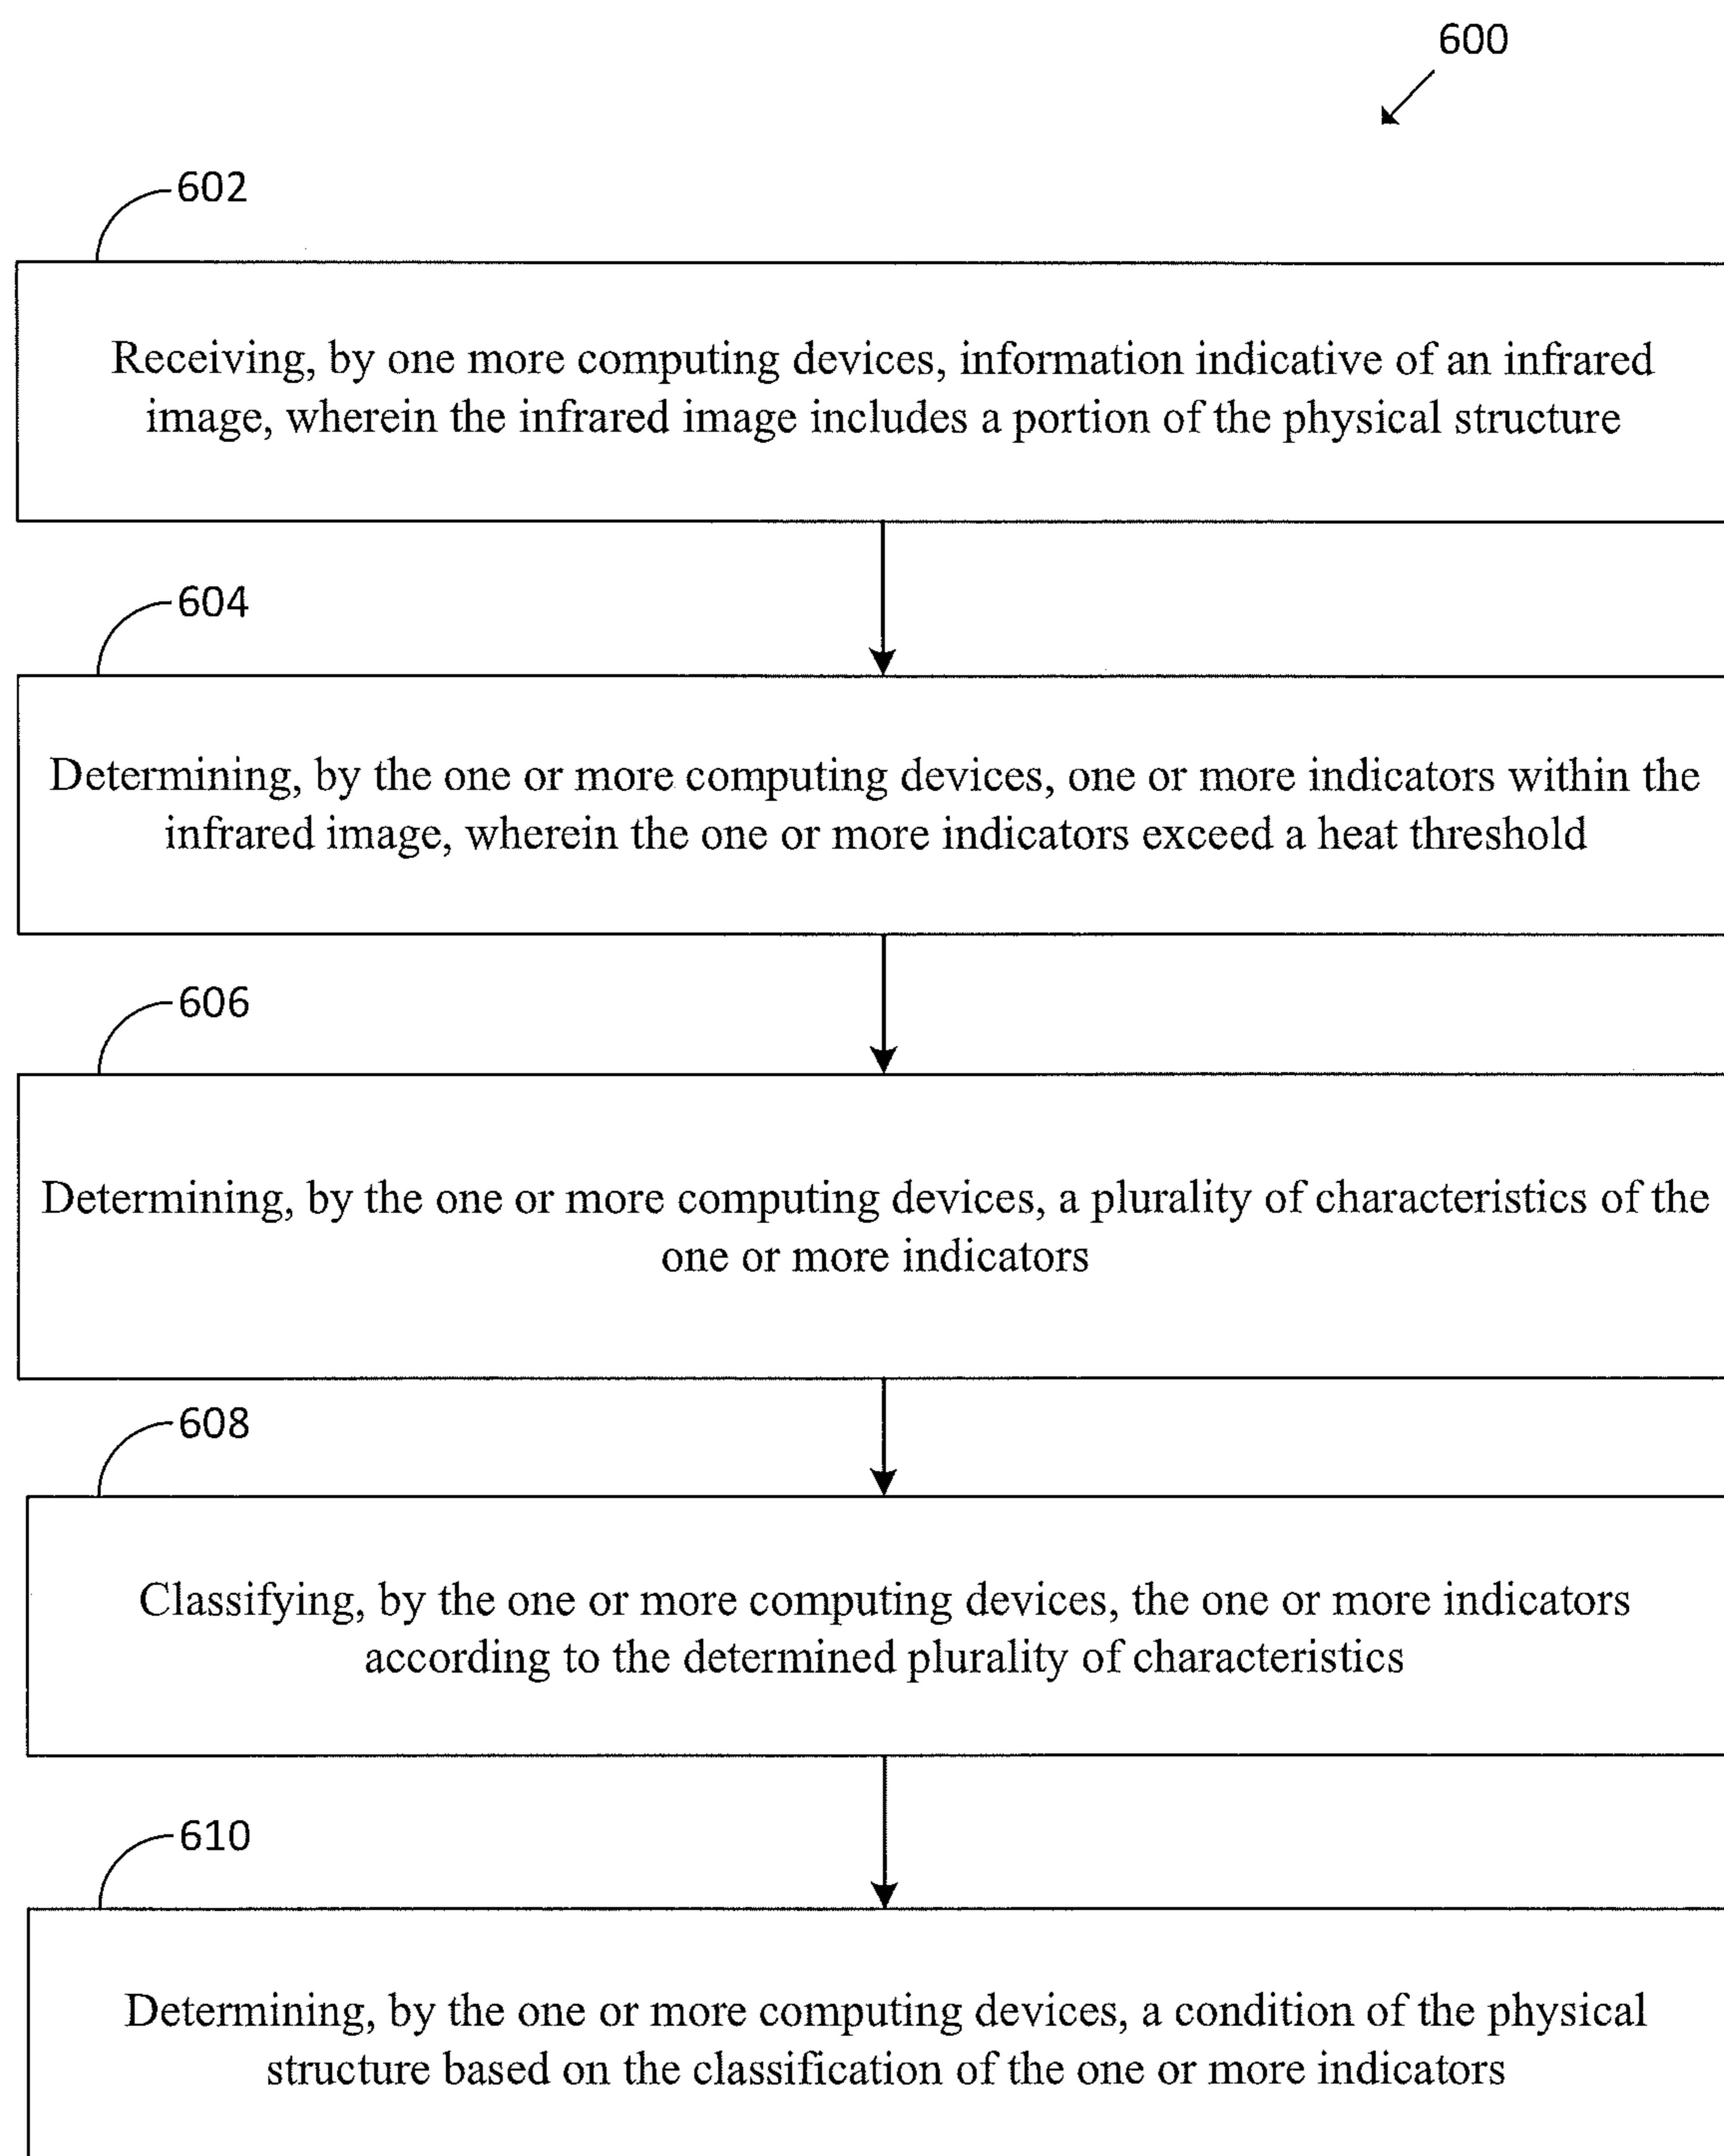 600
602
Receiving, by one more computing devices, information indicative of an infrared
image, wherein the infrared image includes a portion of the physical structure
604
Determining, by the one or more computing devices, one or more indicators within the
infrared image, wherein the one or more indicators exceed a heat threshold
606
Determining, by the one or more computing devices, a plurality of characteristics of the
one or more indicators
608
Classifying, by the one or more computing devices, the one or more indicators
according to the determined plurality of characteristics
610
Determining, by the one or more computing devices, a condition of the physical
structure based on the classification of the one or more indicators